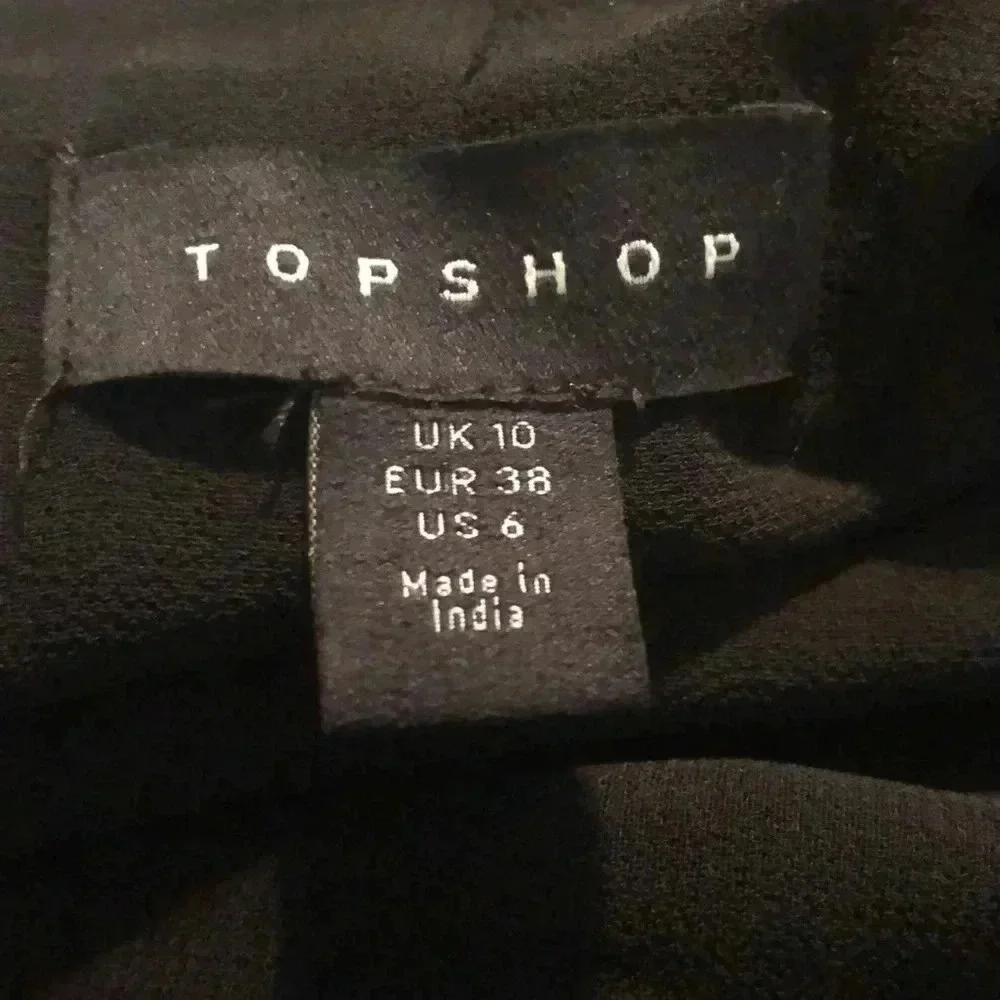 TOPSHOP
UK 10
EUR 38
US 6
Made in
India